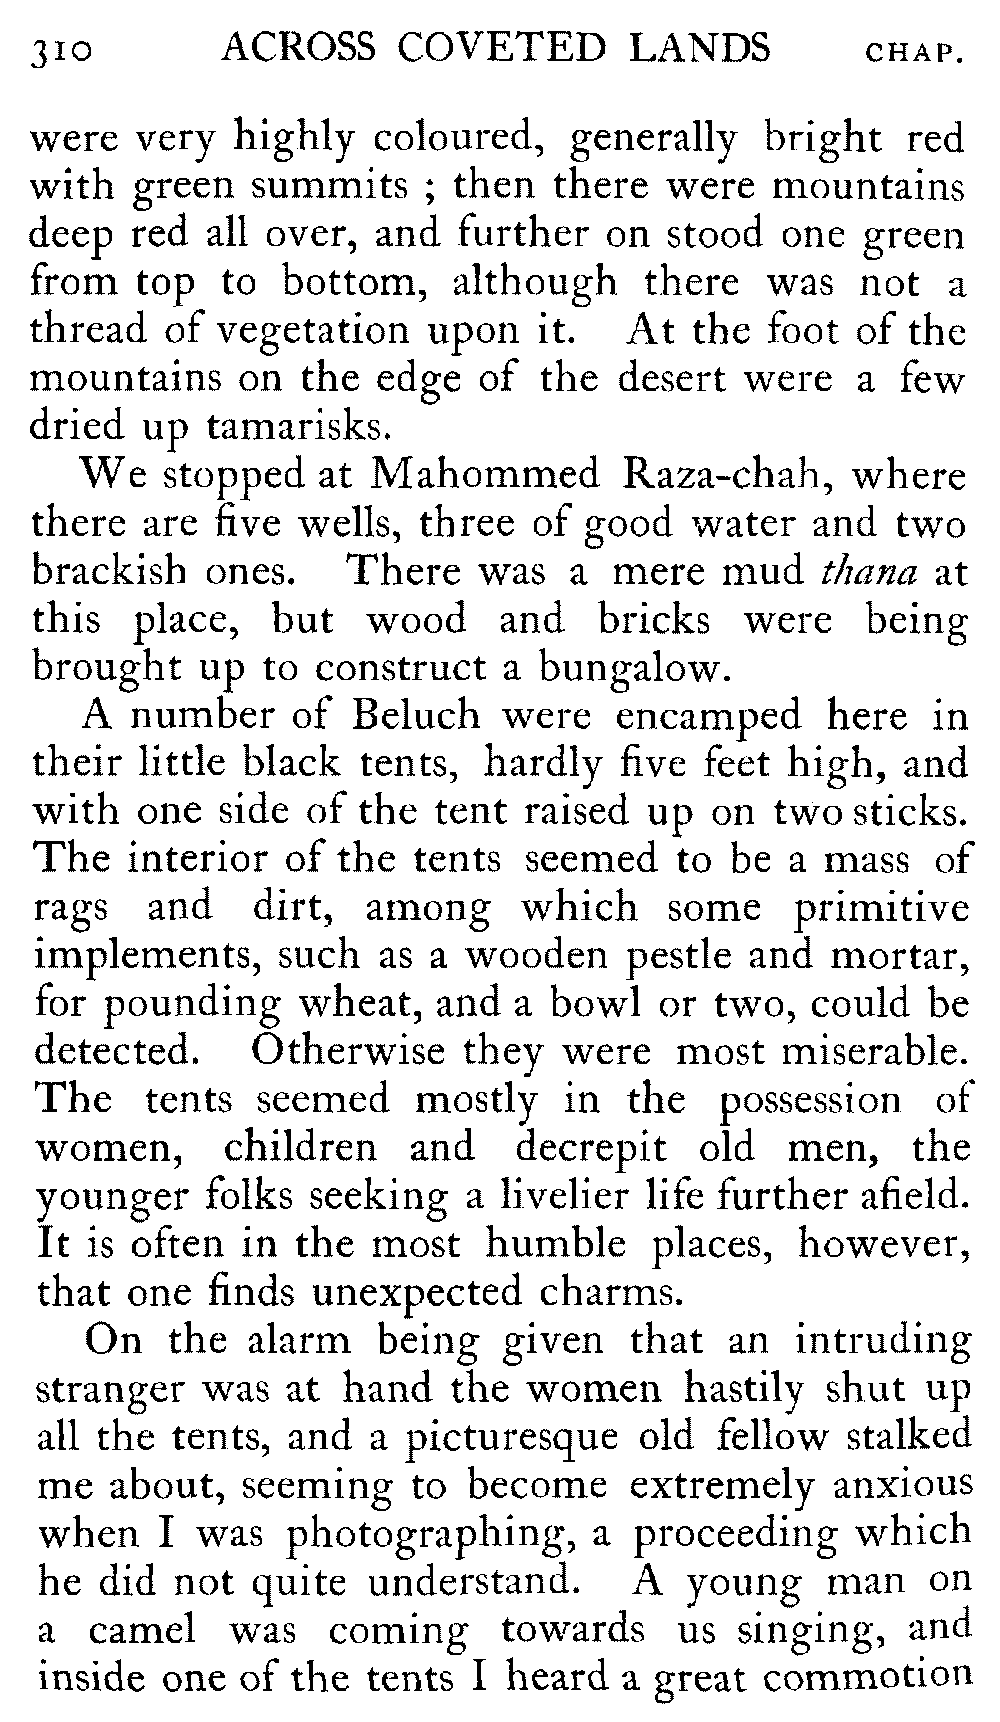 310 ACROSS COVETED LANDS CHAP.
were very highly coloured, generally bright red
with green summits ; then there were mountains
deep red all over, and further on stood one green
from top to bottom, although there was not a
thread of vegetation upon it. At the foot of the
mountains on the edge of the desert were a few
dried up tamarisks.
We stopped at Mahommed Raza-chah, where
there are five wells, three of good water and two
brackish ones. There was a mere mud thana at
this place, but wood and bricks were being
brought up to construct a bungalow.
A number of Beluch were encamped here in
their little black tents, hardly five feet high, and
with one side of the tent raised up on two sticks.
The interior of the tents seemed to be a mass of
rags and dirt, among which some primitive
implements, such as a wooden pestle and mortar,
for pounding wheat, and a bowl or two, could be
detected. Otherwise they were most miserable.
The tents seemed mostly in the possession of
women, children and decrepit old men, the
younger folks seeking a livelier life further afield.
It is often in the most humble places, however,
that one finds unexpected charms.
On the alarm being given that an intruding
stranger was at hand the women hastily shut up
all the tents, and a picturesque old fellow stalked
me about, seeming to become extremely anxious
when I was photographing, a proceeding which
he did not quite understand. A young man on
a camel was coming towards us singing, and
inside one of the tents I heard a great commotion